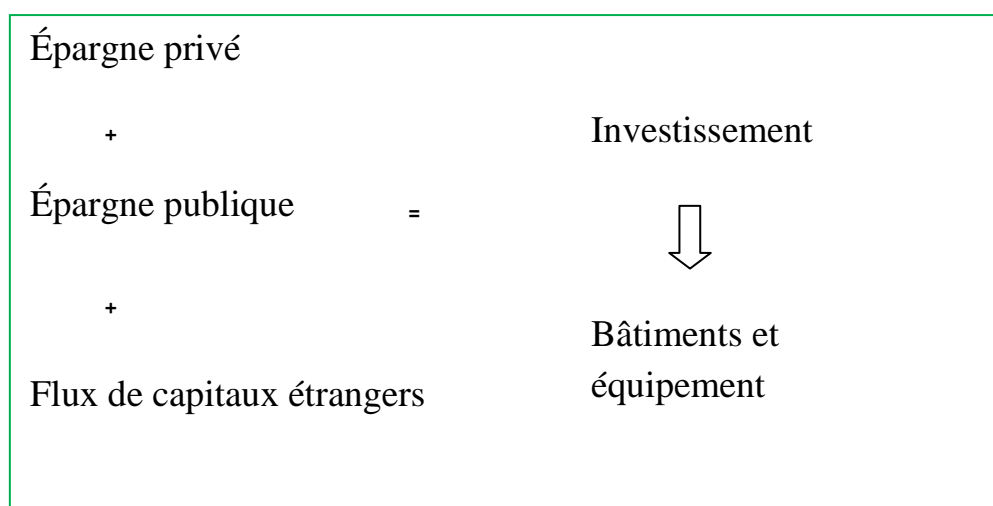 Épargne privé
+
Épargne publique
+
Flux de capitaux étrangers
=
Investissement
Bâtiments et
équipement